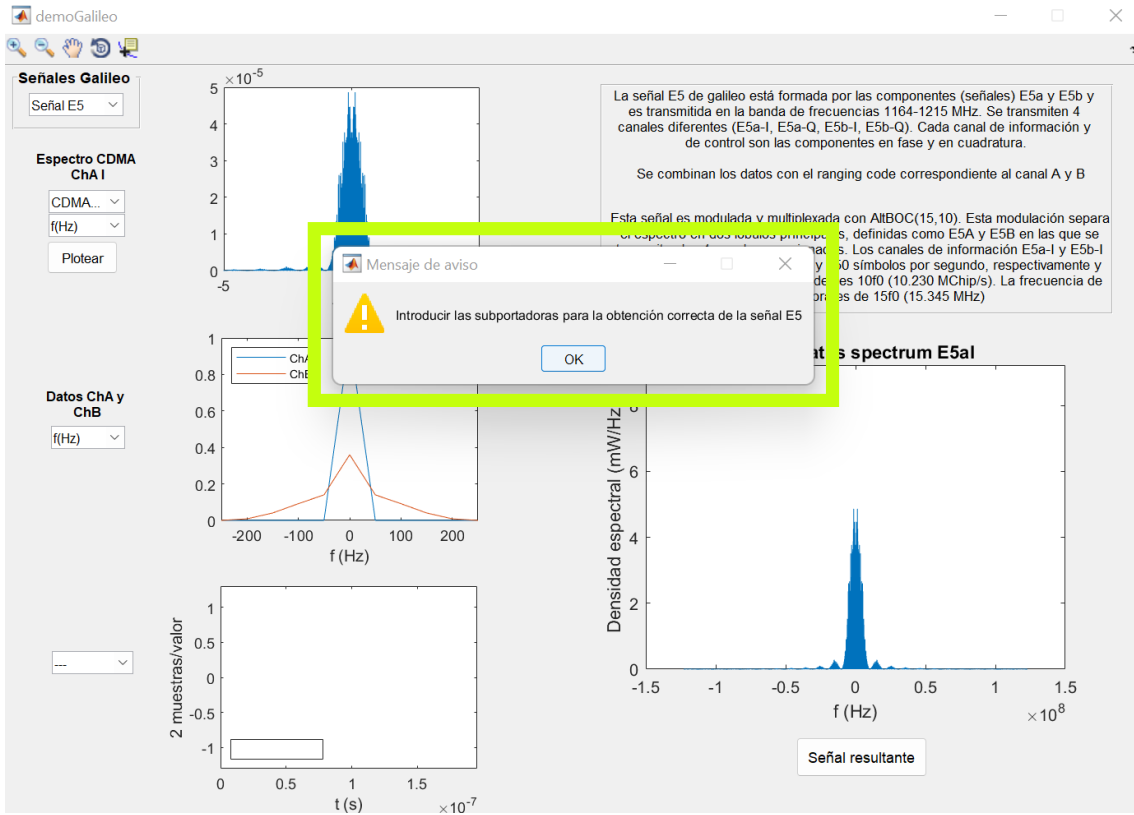 demoGalileo
Señales Galileo
Señal E5
Espectro CDMA
ChA I
CDMA...
f(Hz)
Plotear
×10-5
5
4
3
2
1
0
-5
La señal E5 de galileo está formada por las componentes (señales) E5a y E5b y
es transmitida en la banda de frecuencias 1164-1215 MHz. Se transmiten 4
canales diferentes (E5a-I, E5a-Q, E5b-I, E5b-Q). Cada canal de información y
de control son las componentes en fase y en cuadratura.
Se combinan los datos con el ranging code correspondiente al canal A y B
Esta señal es modulada y multiplexada con AltBOC(15,10). Esta modulación separa
definidas como E5A y E5B en las que se
Los canales de información E5a-I y E5b-I
y 50 símbolos por segundo, respectivamente y
es 10f0 (10.230 MChip/s). La frecuencia de
de 15f0 (15.345 MHz)
Mensaje de aviso
Introducir las subportadoras para la obtención correcta de la señal E5
OK
Datos ChA y
ChB
f(Hz)
1
0.8
0.6
0.4
0.2
0
-200
-100
0
100
200
f (Hz)
spectrum E5aI
Densidad espectral (mW/Hz
6
4
2
0
-1.5
-1
-0.5
0
0.5
1
1.5
f (Hz)
×108
---
2 muestras/valor
1
0.5
0
-0.5
-1
0
0.5
1
1.5
t (s)
×10-7
Señal resultante